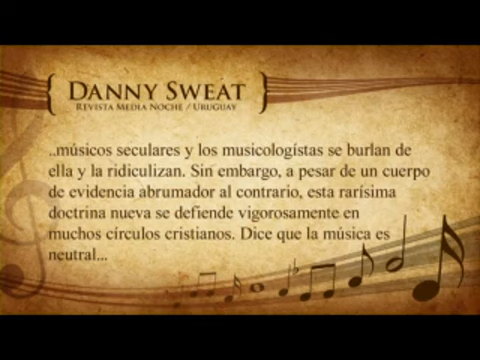 DANNY SWEAT
REVISTA MEDIA NOCHE / URUGUAY
..músicos seculares y los musicologístas se burlan de
ella y la ridiculizan. Sin embargo, a pesar de un cuerpo
de evidencia abrumador al contrario, esta rarísima
doctrina nueva se defiende vigorosamente en
muchos círculos cristianos. Dice que la música es
neutral...